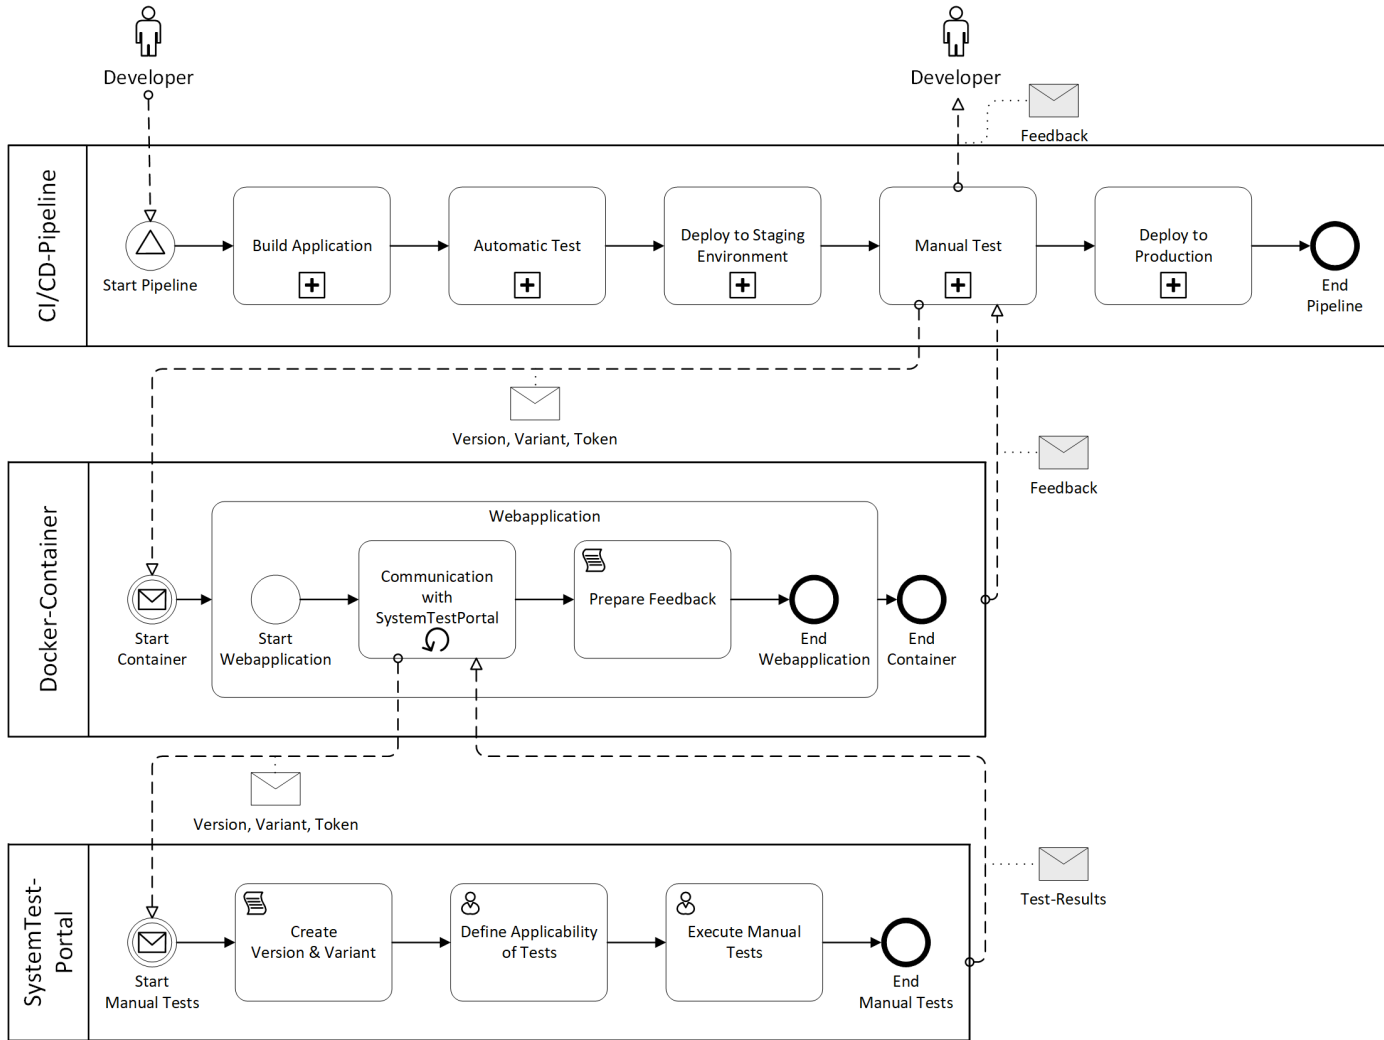 Developer
Developer
Feedback
CI/CD-Pipeline
Start Pipeline
Build Application
Automatic Test
Deploy to Staging
Environment
Manual Test
Deploy to
Production
End
Pipeline
Version, Variant, Token
Feedback
Docker-Container
Webapplication
Start
Container
Start
Webapplication
Communication
with
SystemTestPortal
Prepare Feedback
End
Webapplication
End
Container
Version, Variant, Token
Test-Results
SystemTest-
Portal
Start
Manual Tests
Create
Version & Variant
Define Applicability
of Tests
Execute Manual
Tests
End
Manual Tests